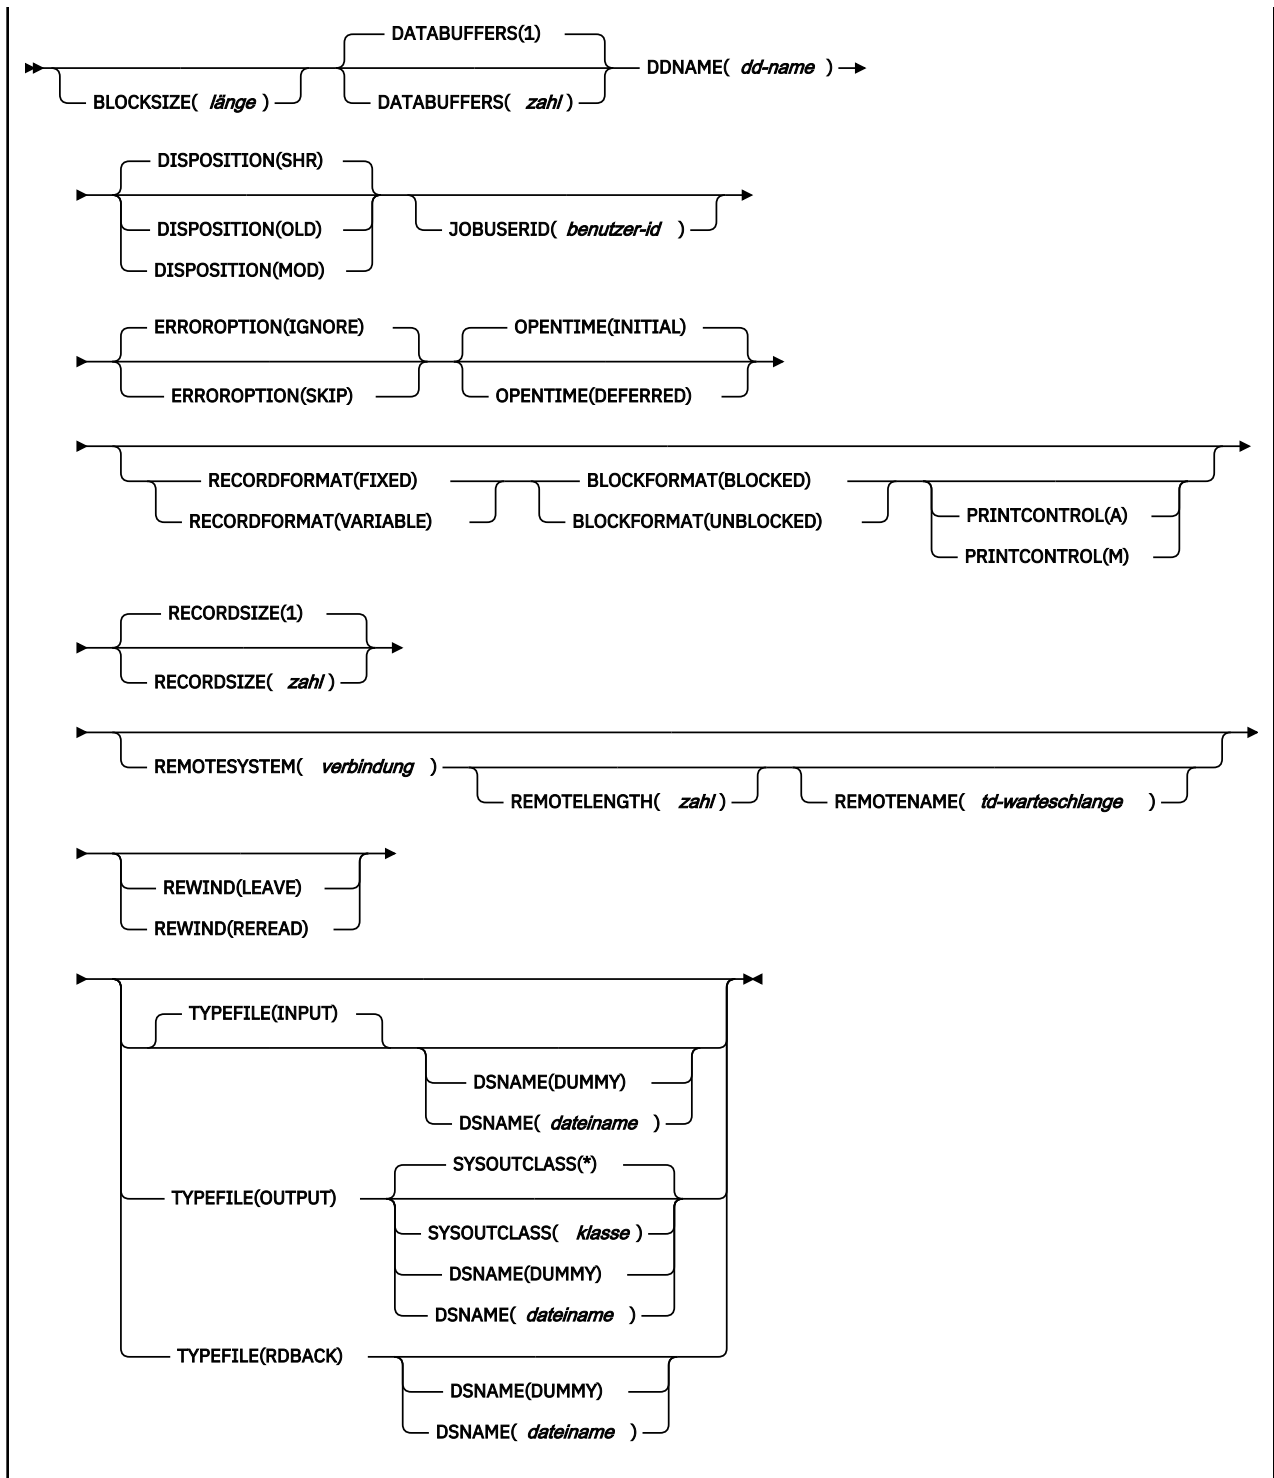 DATABUFFERS(1)
BLOCKSIZE( länge ) DATABUFFERS( zahl ) DDNAME( dd-name )
DISPOSITION(SHR)
DISPOSITION(OLD) JOBUSERID( benutzer-id )
DISPOSITION(MOD)
ERROROPTION(IGNORE) OPENTIME(INITIAL)
ERROROPTION(SKIP) OPENTIME(DEFERRED)
RECORDFORMAT(FIXED) BLOCKFORMAT(BLOCKED)
RECORDFORMAT(VARIABLE) BLOCKFORMAT(UNBLOCKED) PRINTCONTROL(A)
PRINTCONTROL(M)
RECORDSIZE(1)
RECORDSIZE( zahl )
REMOTESYSTEM( verbindung )
REMOTELENGTH( zahl ) REMOTENAME( td-warteschlange )
REWIND(LEAVE)
REWIND(REREAD)
TYPEFILE(INPUT)
DSNAME(DUMMY)
DSNAME( dateiname )
SYSOUTCLASS(*)
TYPEFILE(OUTPUT)
SYSOUTCLASS( klasse )
DSNAME(DUMMY)
DSNAME( dateiname )
TYPEFILE(RDBACK)
DSNAME(DUMMY)
DSNAME( dateiname )